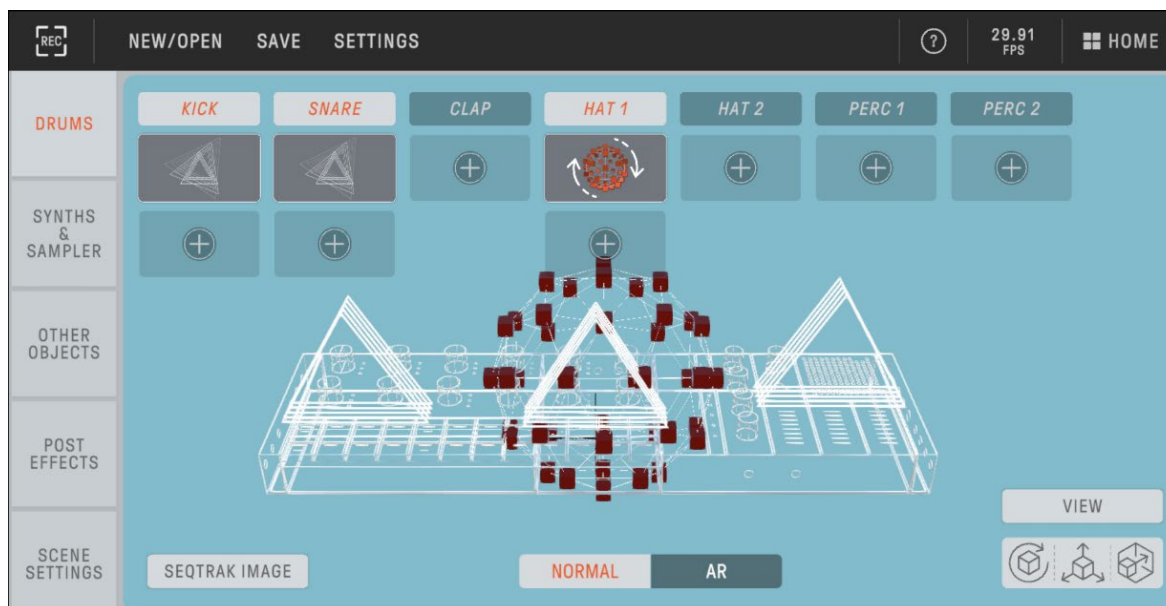 REC
NEW/OPEN SAVE SETTINGS
?
29.91
FPS
HOME
DRUMS
SYNTHS
&
SAMPLER
OTHER
OBJECTS
POST
EFFECTS
SCENE
SETTINGS
KICK SNARE CLAP HAT 1 HAT 2 PERC 1 PERC 2
VIEW
SEQTRAK IMAGE
NORMAL AR